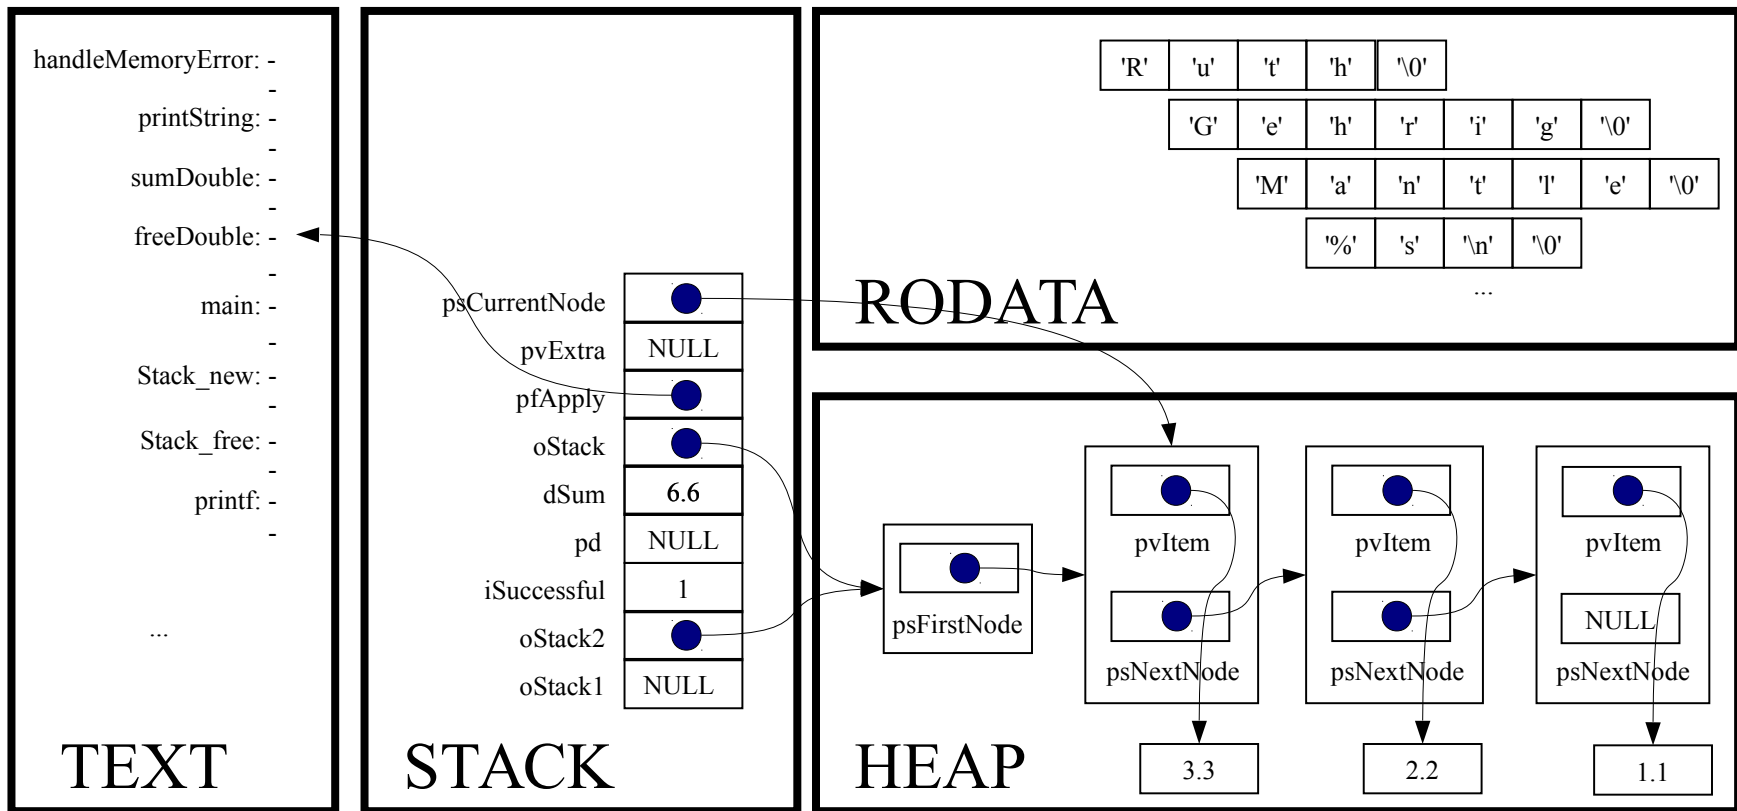 handleMemoryError: -
-
printString: -
-
sumDouble: -
-
freeDouble: -
-
main: -
-
Stack_new: -
-
Stack_free: -
-
printf: -
-
...
TEXT
psCurrentNode
pvExtra NULL
pfApply
oStack
dSum 6.6
pd NULL
iSuccessful 1
oStack2
oStack1 NULL
STACK
'R' 'u' 't' 'h' '\0'
'G' 'e' 'h' 'r' 'i' 'g' '\0'
'M' 'a' 'n' 't' 'l' 'e' '\0'
'%' 's' '\n' '\0'
...
RODATA
psFirstNode
pvItem pvItem pvItem
NULL
psNextNode psNextNode psNextNode
3.3 2.2 1.1
HEAP